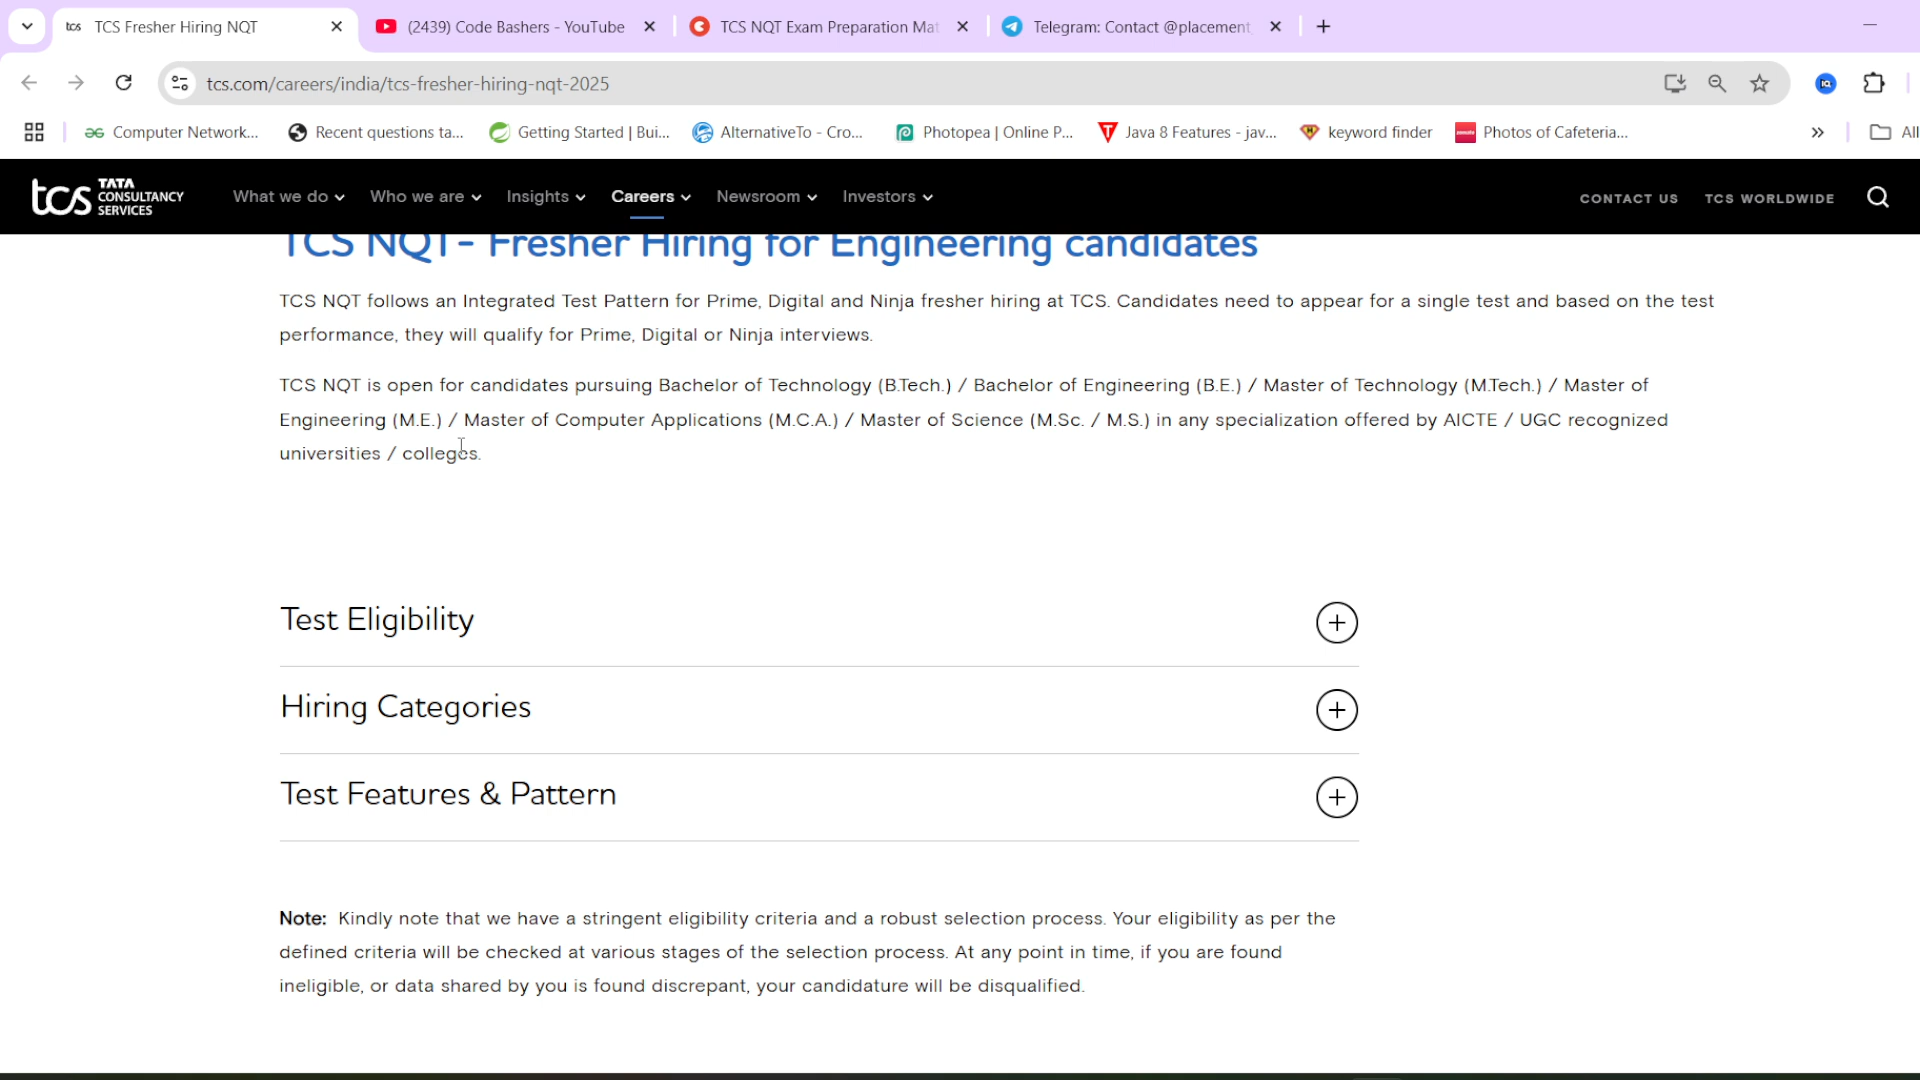 tcs TCS Fresher Hiring NQT
(2439) Code Bashers - YouTube
TCS NQT Exam Preparation Mat
Telegram: Contact @placement
tcs.com/careers/india/tcs-fresher-hiring-nqt-2025
Computer Network...
Recent questions ta...
Getting Started | Bui...
AlternativeTo - Cro...
Photopea | Online P...
Java 8 Features - jav...
keyword finder
Photos of Cafeteria...
All
tcs TATA
CONSULTANCY
SERVICES
What we do
Who we are
Insights
Careers
Newsroom
Investors
CONTACT US
TCS WORLDWIDE
TCS NQT - Fresher Hiring for Engineering candidates
TCS NQT follows an Integrated Test Pattern for Prime, Digital and Ninja fresher hiring at TCS. Candidates need to appear for a single test and based on the test
performance, they will qualify for Prime, Digital or Ninja interviews.
TCS NQT is open for candidates pursuing Bachelor of Technology (B.Tech.) / Bachelor of Engineering (B.E.) / Master of Technology (M.Tech.) / Master of
Engineering (M.E.) / Master of Computer Applications (M.C.A.) / Master of Science (M.Sc. / M.S.) in any specialization offered by AICTE / UGC recognized
universities / colleges.
Test Eligibility
Hiring Categories
Test Features & Pattern
Note: Kindly note that we have a stringent eligibility criteria and a robust selection process. Your eligibility as per the
defined criteria will be checked at various stages of the selection process. At any point in time, if you are found
ineligible, or data shared by you is found discrepant, your candidature will be disqualified.